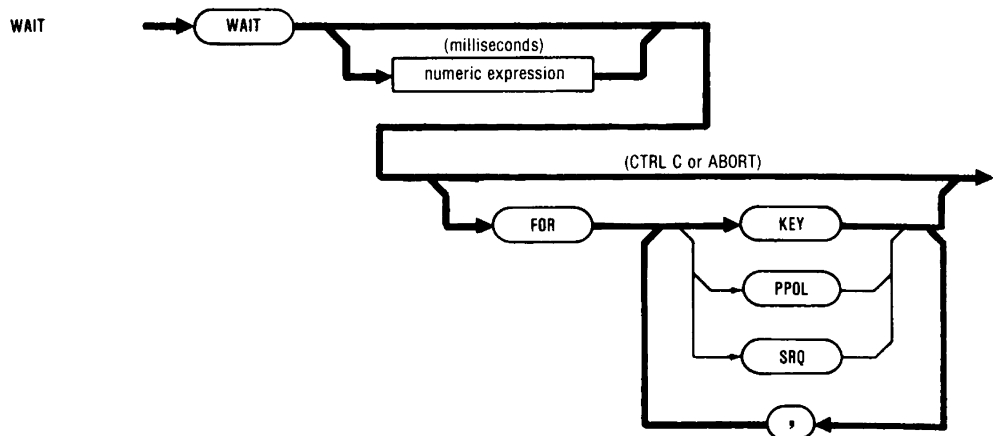 WAIT WAIT
(milliseconds)
numeric expression
(CTRL C or ABORT)
FOR KEY
PPOL
SRQ
,